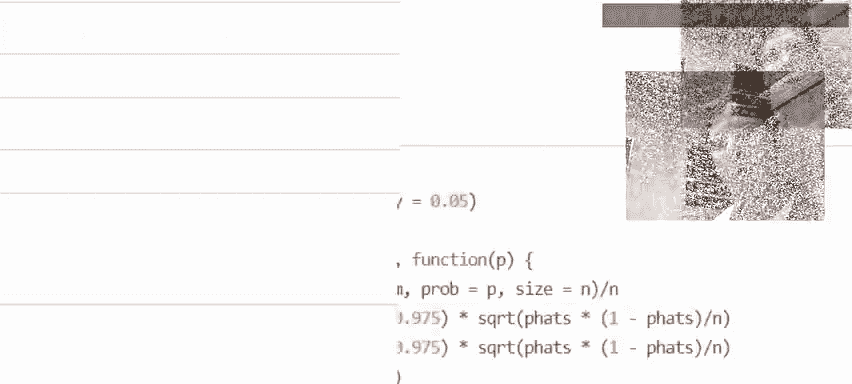 = 0.05)
, function(p) {
, prob = p, size = n)/n
.975) * sqrt(phats * (1 - phats)/n)
.975) * sqrt(phats * (1 - phats)/n)
)